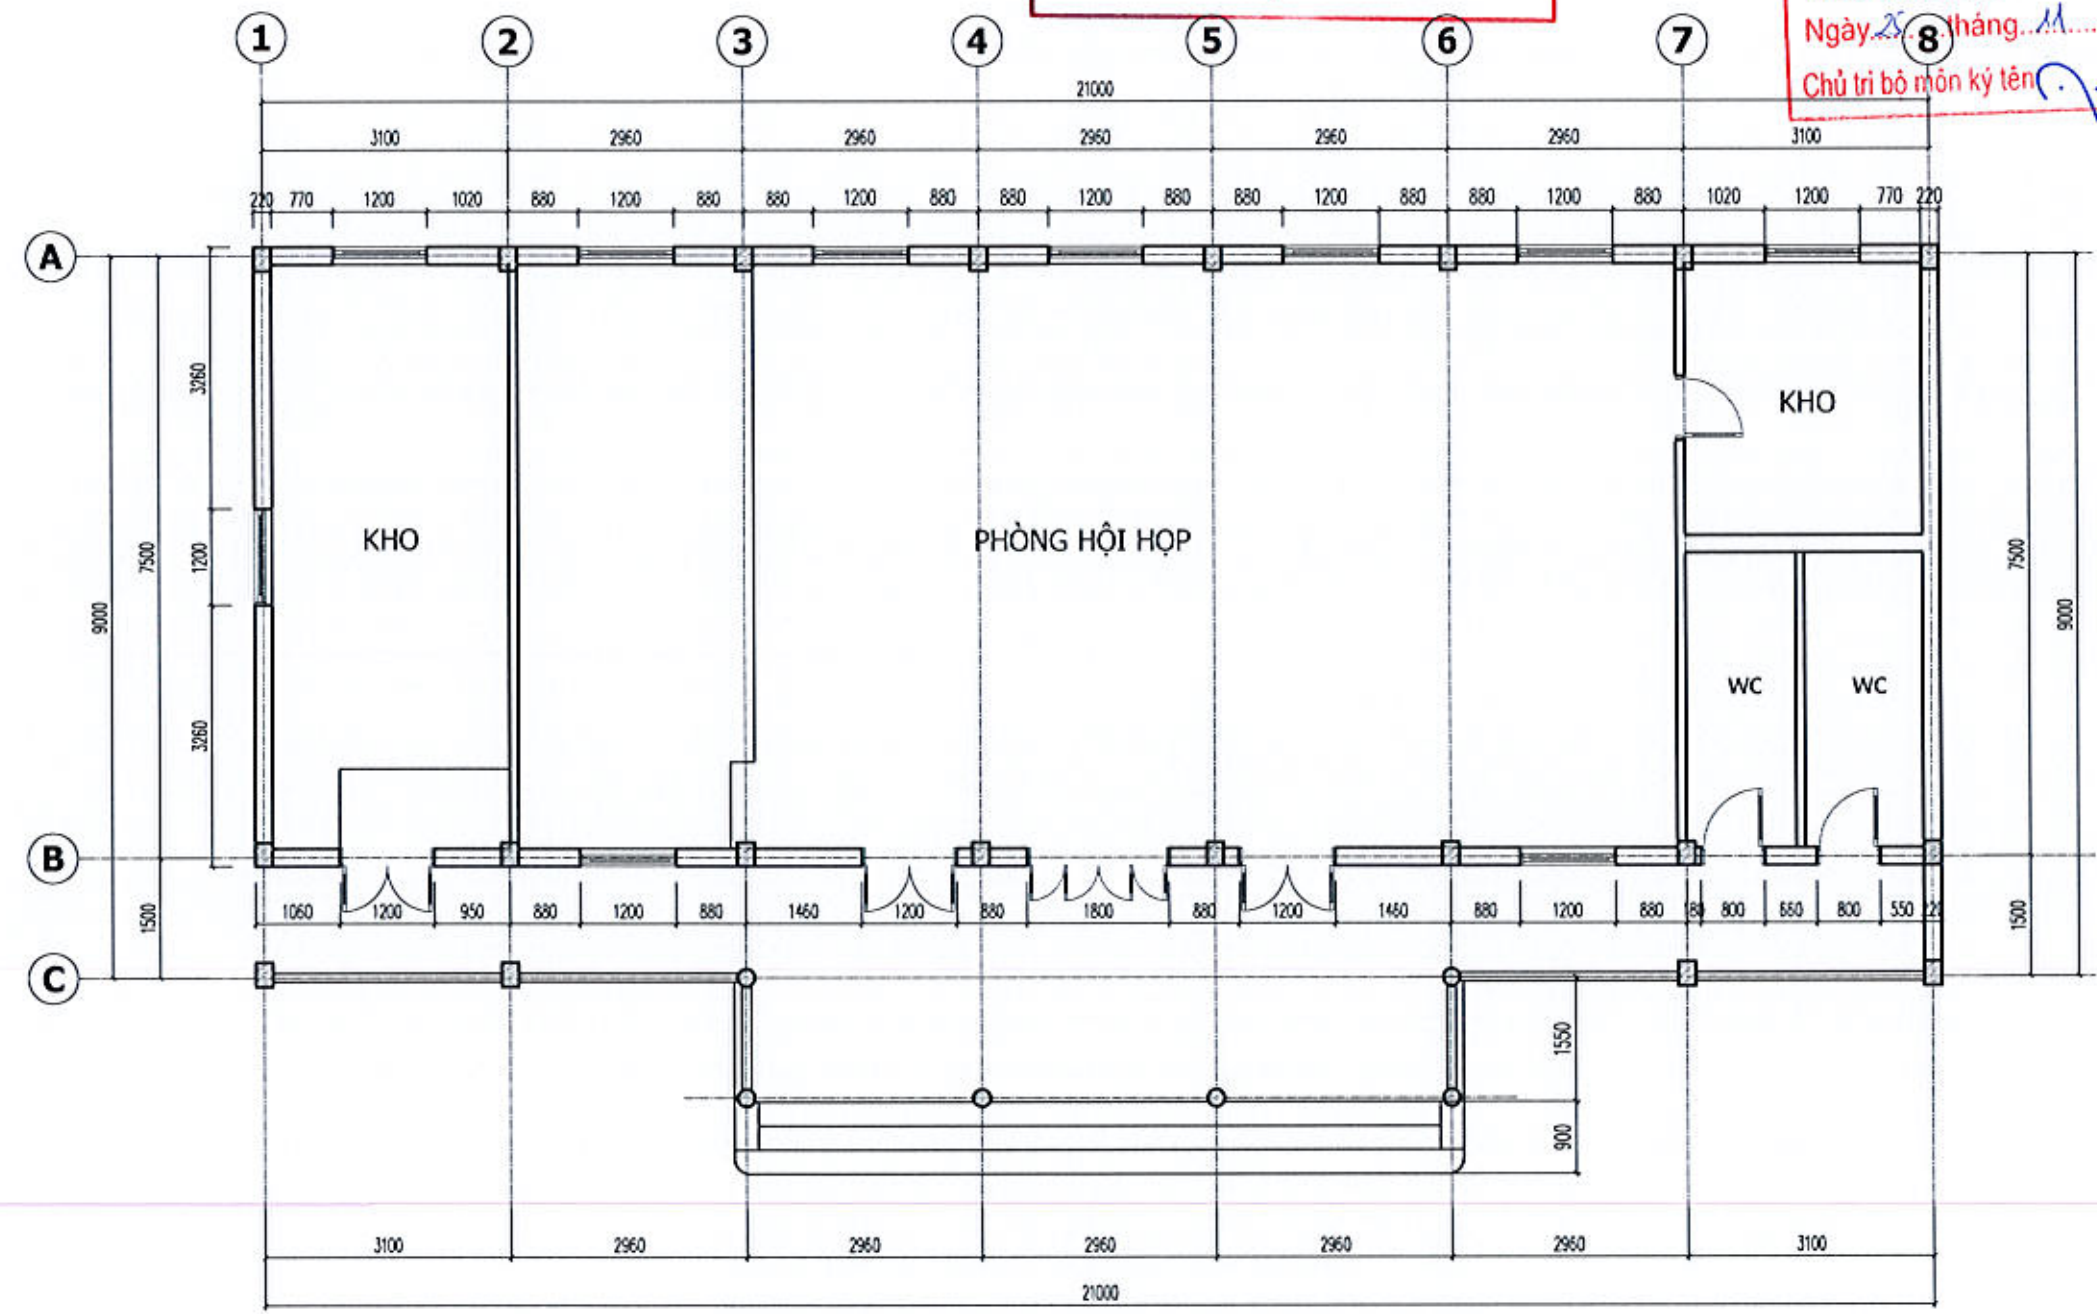 1 2 3 4 5 6 7 8
Ngày 25 tháng 11
Chủ trì bộ môn ký tên
21000
3100 2960 2960 2960 2960 2960 3100
220 770 1200 1020 880 1200 880 880 1200 880 880 1200 880 880 1200 880 880 1200 880 1020 1200 770 220
A
3260
KHO
7500 1200 KHO PHÒNG HỘI HỌP 7500
9000 9000
WC WC
3260
B
1060 1200 950 880 1200 880 1460 1200 880 1800 880 1200 1460 880 1200 880 180 800 660 800 550
1500 1500
C
1550
900
3100 2960 2960 2960 2960 2960 3100
21000